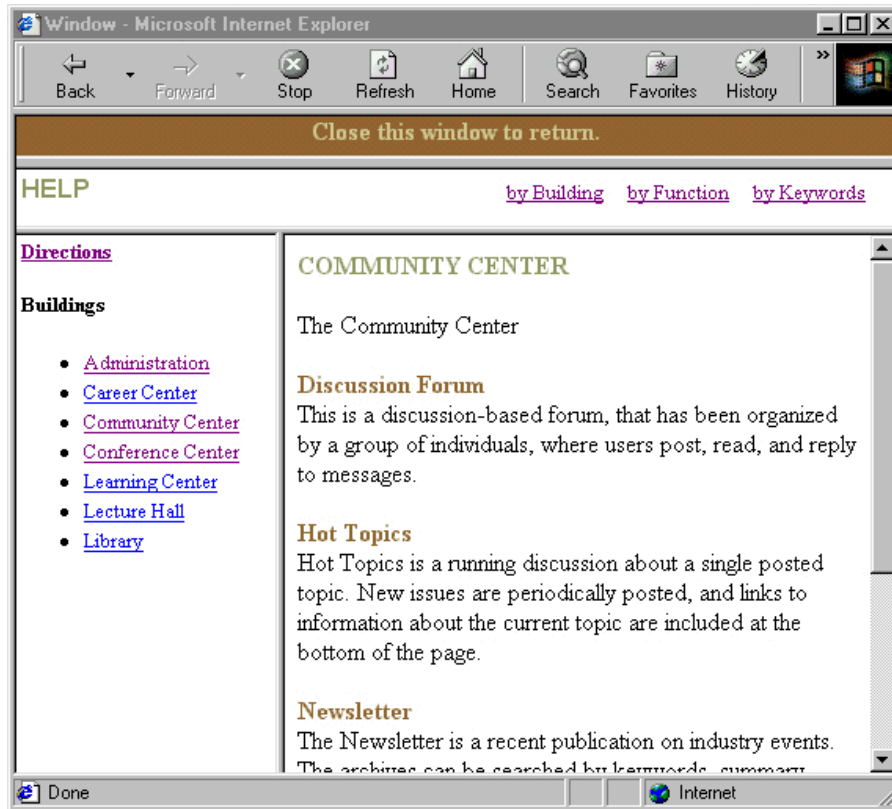 Window - Microsoft Internet Explorer
Back
Forward
Stop
Refresh
Home
Search
Favorites
History
»
Close this window to return.
HELP
by Building by Function by Keywords
Directions
Buildings
Administration
Career Center
Community Center
Conference Center
Learning Center
Lecture Hall
Library
COMMUNITY CENTER
The Community Center
Discussion Forum
This is a discussion-based forum, that has been organized
by a group of individuals, where users post, read, and reply
to messages.
Hot Topics
Hot Topics is a running discussion about a single posted
topic. New issues are periodically posted, and links to
information about the current topic are included at the
bottom of the page.
Newsletter
The Newsletter is a recent publication on industry events.
The archives can be searched by keywords, summary
Done
Internet